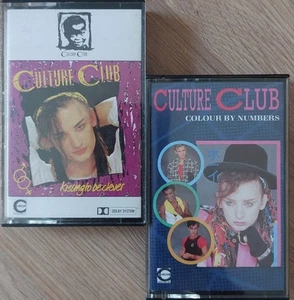 CULTURE CLUB
CULTURE CLUB
Kissing to be clever
DOLBY SYSTEM
CULTURE CLUB
COLOUR BY NUMBERS